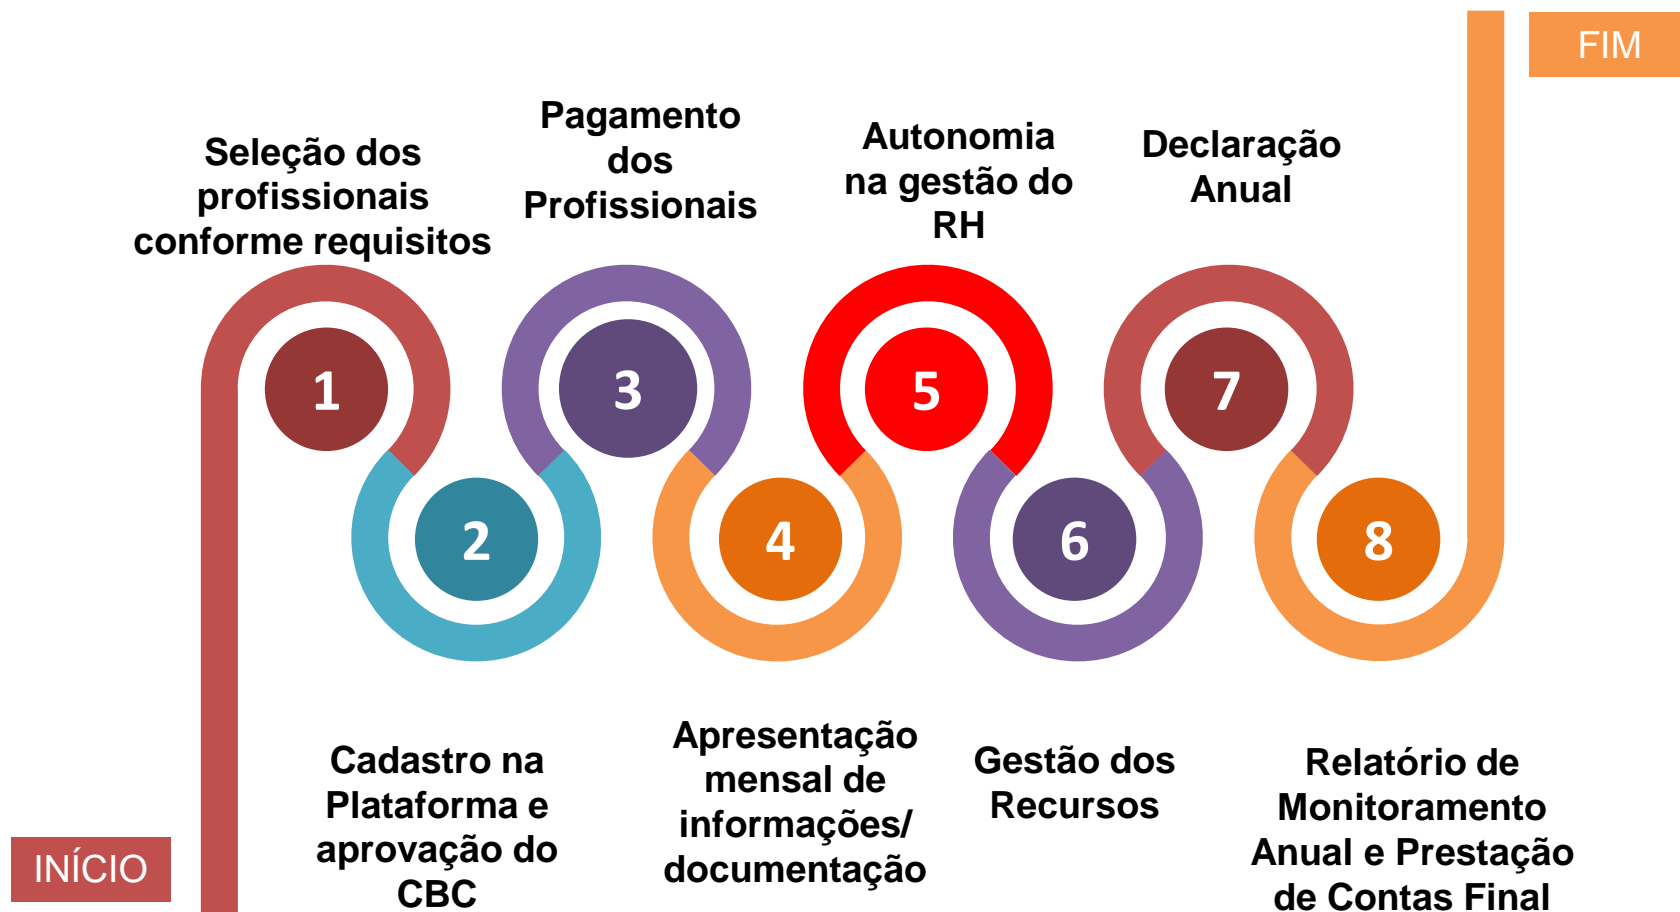 INÍCIO
Seleção dos
profissionais
conforme requisitos
1
Cadastro na
Plataforma e
aprovação do
CBC
2
Pagamento
dos
Profissionais
3
Apresentação
mensal de
informações/
documentação
4
Autonomia
na gestão do
RH
5
Gestão dos
Recursos
6
Declaração
Anual
7
Relatório de
Monitoramento
Anual e Prestação
de Contas Final
8
FIM